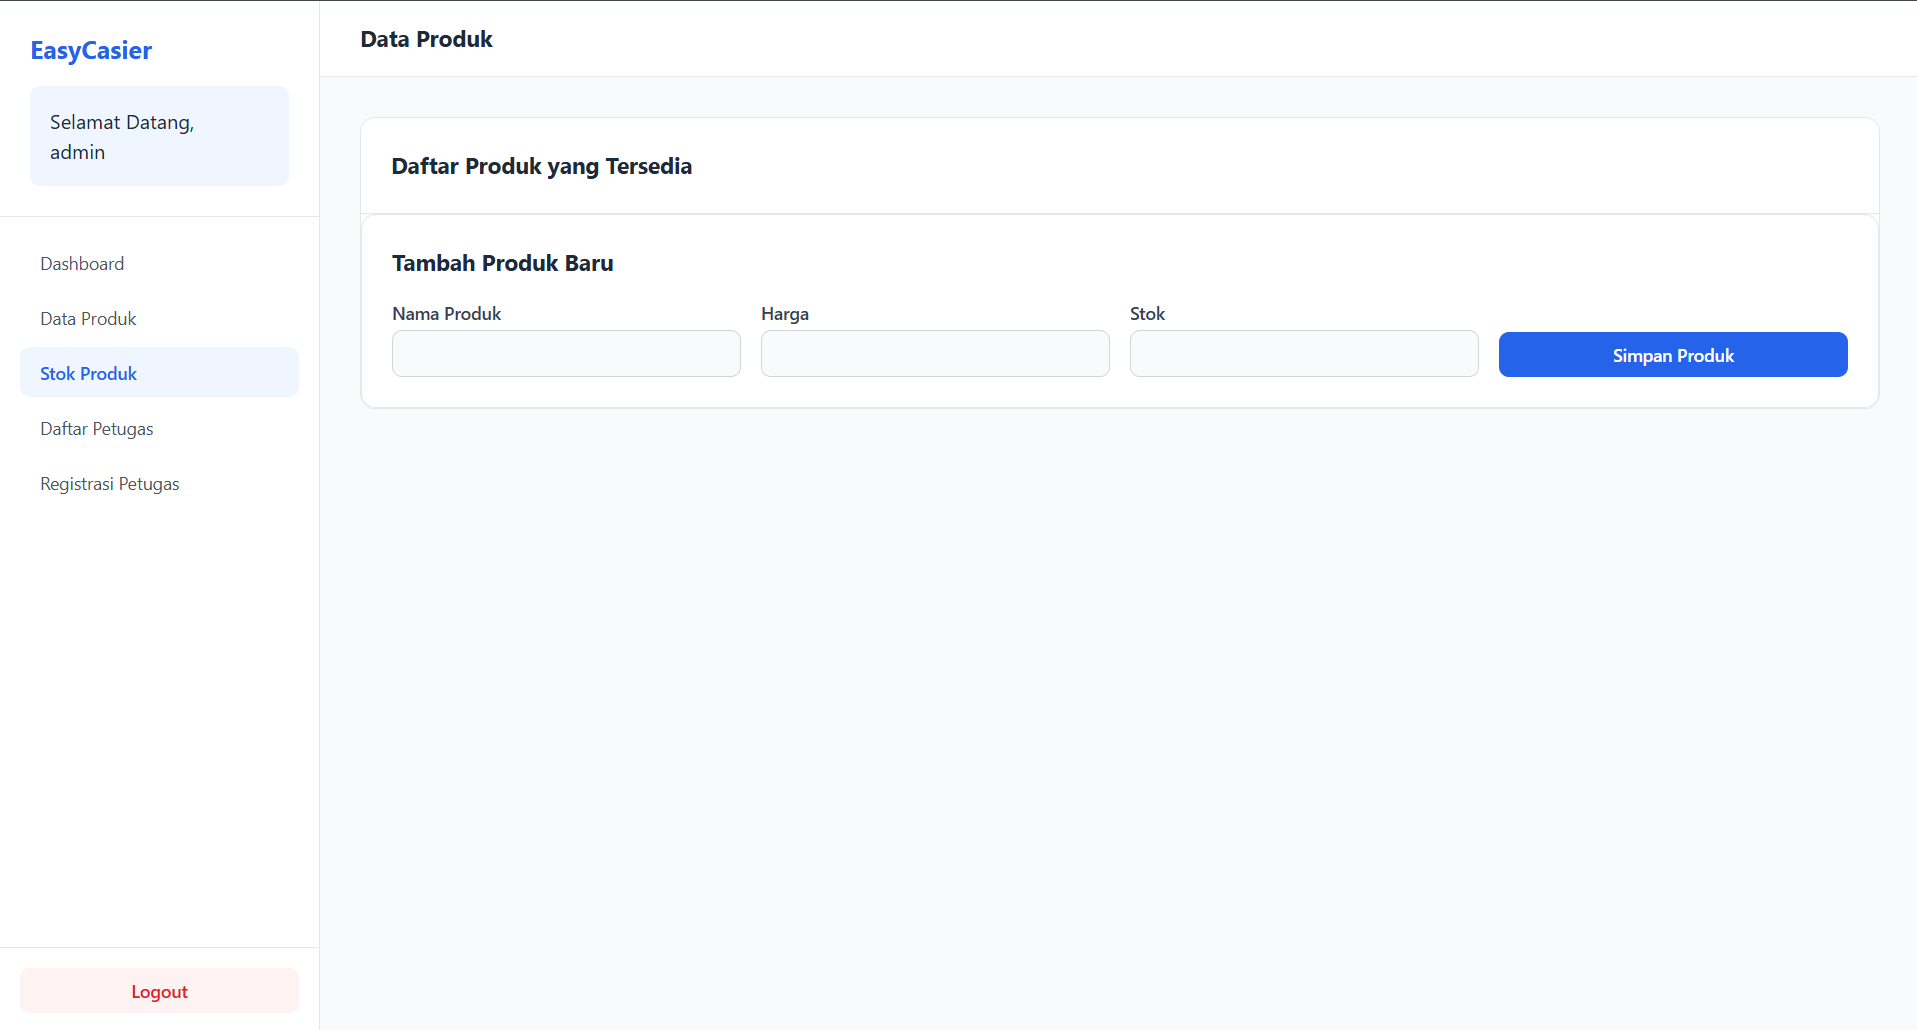 EasyCasier
Selamat Datang,
admin
Dashboard
Data Produk
Stok Produk
Daftar Petugas
Registrasi Petugas
Logout
Data Produk
Daftar Produk yang Tersedia
Tambah Produk Baru
Nama Produk
Harga
Stok
Simpan Produk